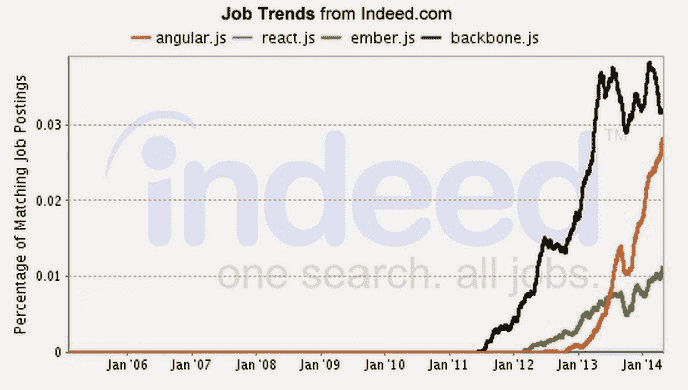 Job Trends from Indeed.com
angular.js react.js ember.js backbone.js
Percentage of Matching Job Postings
0.03
0.02
0.01
0
indeed
TM
one search. all jobs.
Jan '06 Jan '07 Jan '08 Jan '09 Jan '10 Jan '11 Jan '12 Jan '13 Jan '14